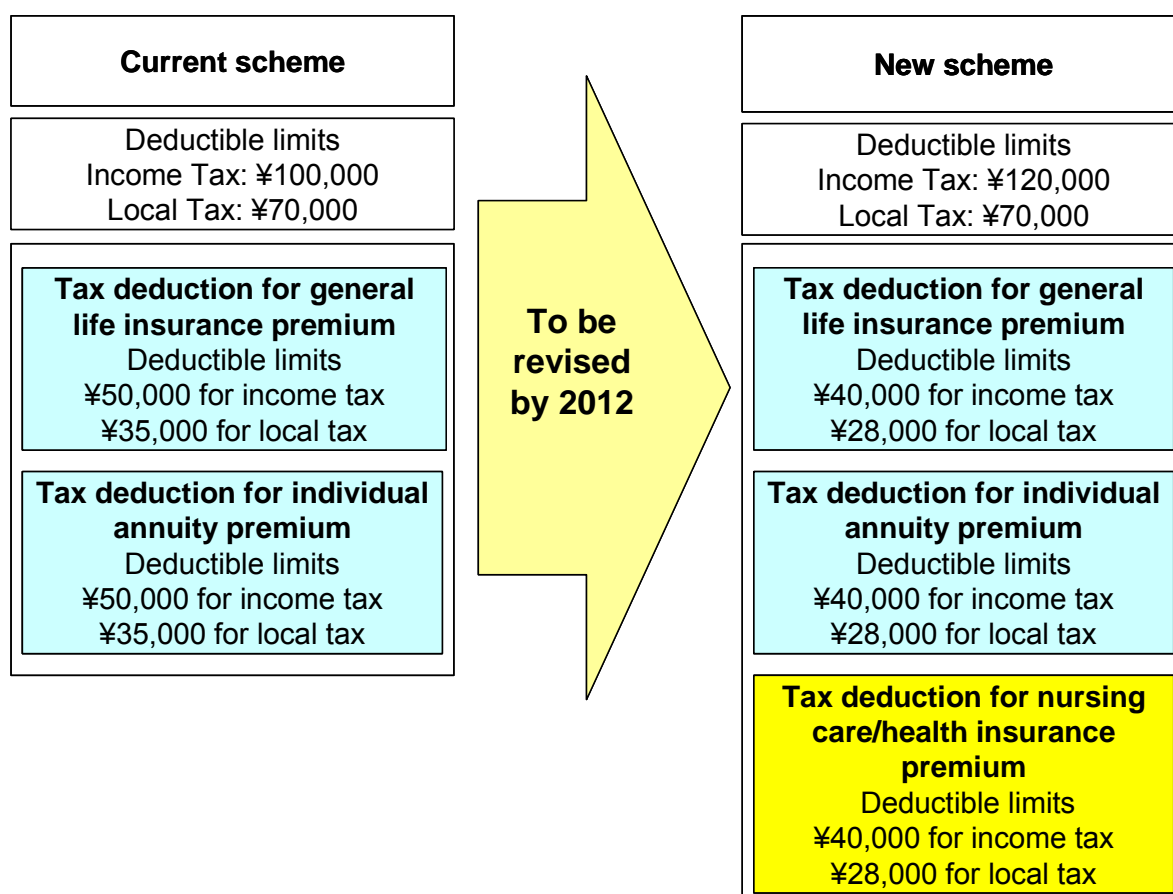 Current scheme
Deductible limits
Income Tax: ¥100,000
Local Tax: ¥70,000
Tax deduction for general
life insurance premium
Deductible limits
¥50,000 for income tax
¥35,000 for local tax
Tax deduction for individual
annuity premium
Deductible limits
¥50,000 for income tax
¥35,000 for local tax
To be
revised
by 2012
New scheme
Deductible limits
Income Tax: ¥120,000
Local Tax: ¥70,000
Tax deduction for general
life insurance premium
Deductible limits
¥40,000 for income tax
¥28,000 for local tax
Tax deduction for individual
annuity premium
Deductible limits
¥40,000 for income tax
¥28,000 for local tax
Tax deduction for nursing
care/health insurance
premium
Deductible limits
¥40,000 for income tax
¥28,000 for local tax